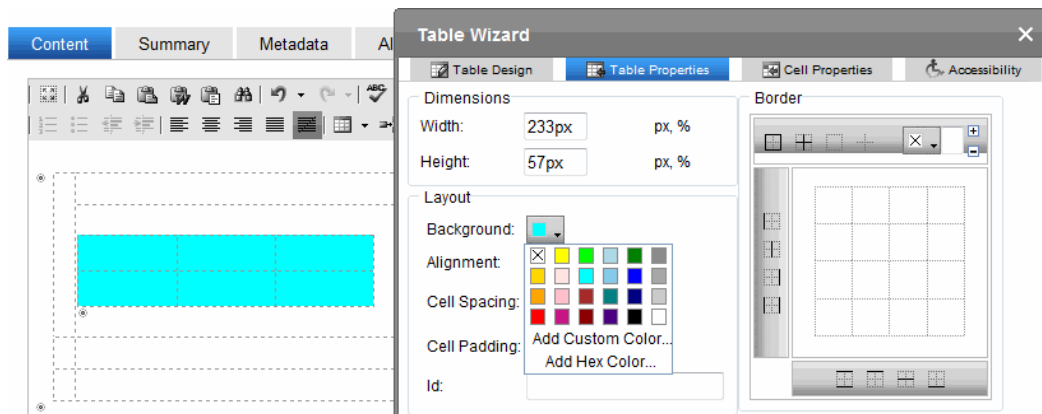 Content Summary Metadata Al
ABC
Table Wizard
Table Design Table Properties Cell Properties Accessibility
Dimensions
Width: 233px px, %
Height: 57px px, %
Layout
Background:
Alignment:
Cell Spacing:
Cell Padding:
Add Custom Color...
Add Hex Color...
Id:
Border